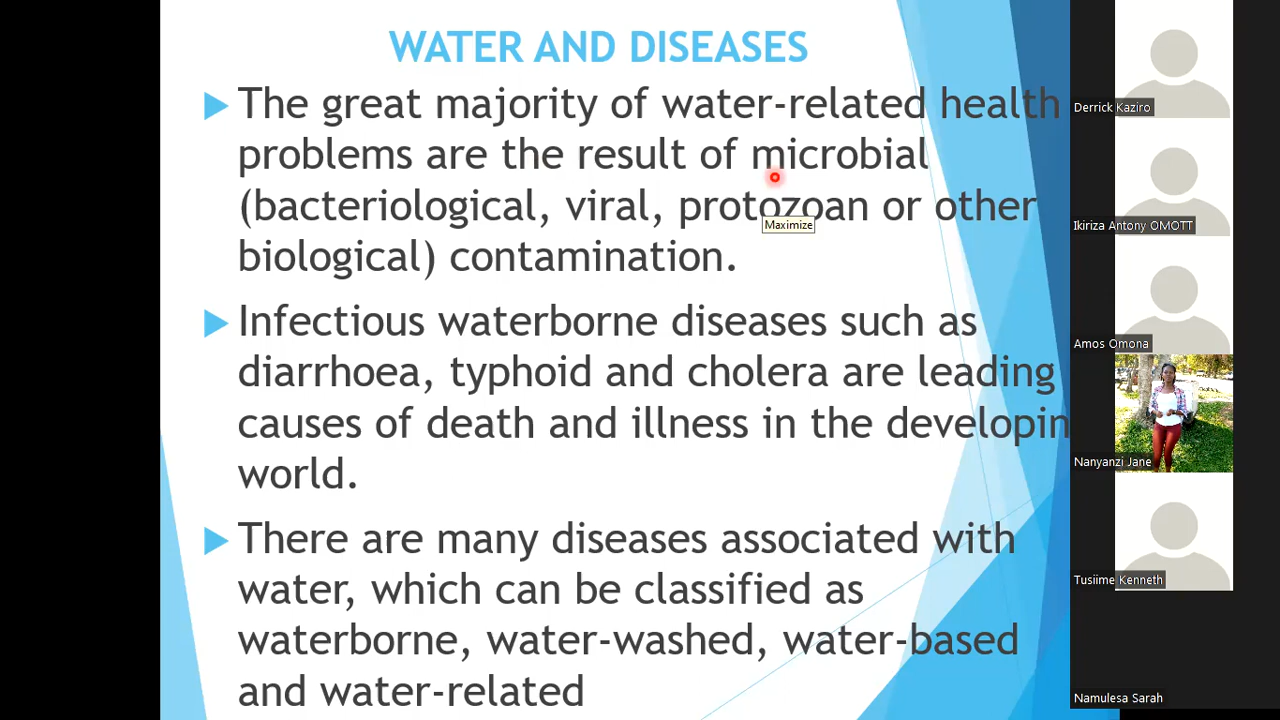 WATER AND DISEASES
The great majority of water-related health
problems are the result of microbial
(bacteriological, viral, protozoan or other
biological) contamination.
Infectious waterborne diseases such as
diarrhoea, typhoid and cholera are leading
causes of death and illness in the developin
world.
There are many diseases associated with
water, which can be classified as
waterborne, water-washed, water-based
and water-related
Maximize
Derrick Kaziro
Ikiriza Antony OMOTT
Amos Omona
Nanyanzi Jane
Tusiime Kenneth
Namulesa Sarah